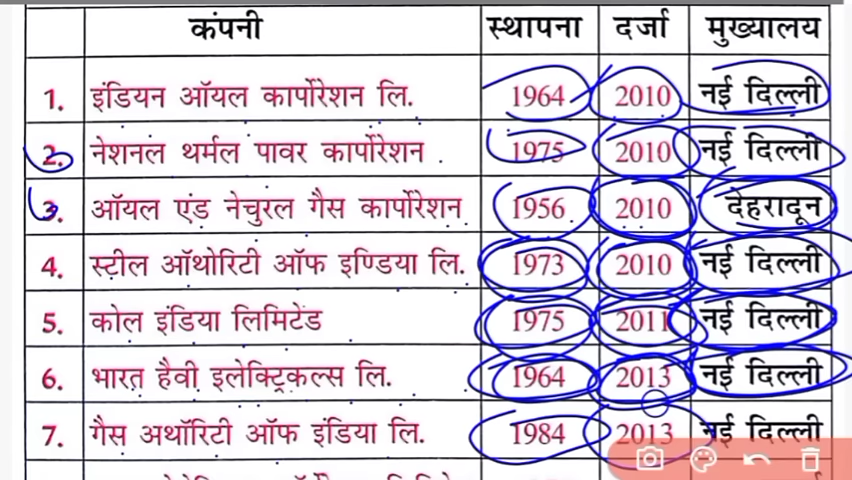 कंपनी स्थापना दर्जा मुख्यालय
1. इंडियन ऑयल कार्पोरेशन लि. 1964 2010 नई दिल्ली
2. नेशनल थर्मल पावर कार्पोरेशन 1975 2010 नई दिल्ली
3. ऑयल एंड नेचुरल गैस कार्पोरेशन 1956 2010 देहरादून
4. स्टील ऑथोरिटी ऑफ इण्डिया लि. 1973 2010 नई दिल्ली
5. कोल इंडिया लिमिटेड 1975 2011 नई दिल्ली
6. भारत हैवी इलेक्ट्रिकल्स लि. 1964 2013 नई दिल्ली
7. गैस अथॉरिटी ऑफ इंडिया लि. 1984 2013 नई दिल्ली